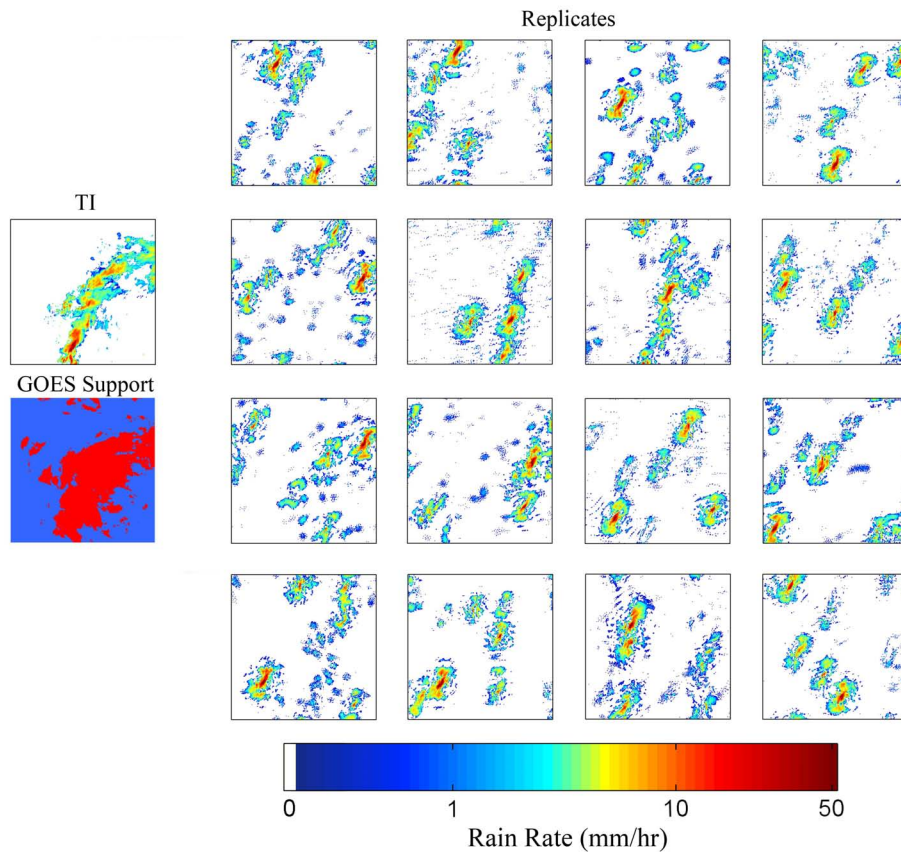 Replicates
TI
GOES Support
0 1 10 50
Rain Rate (mm/hr)